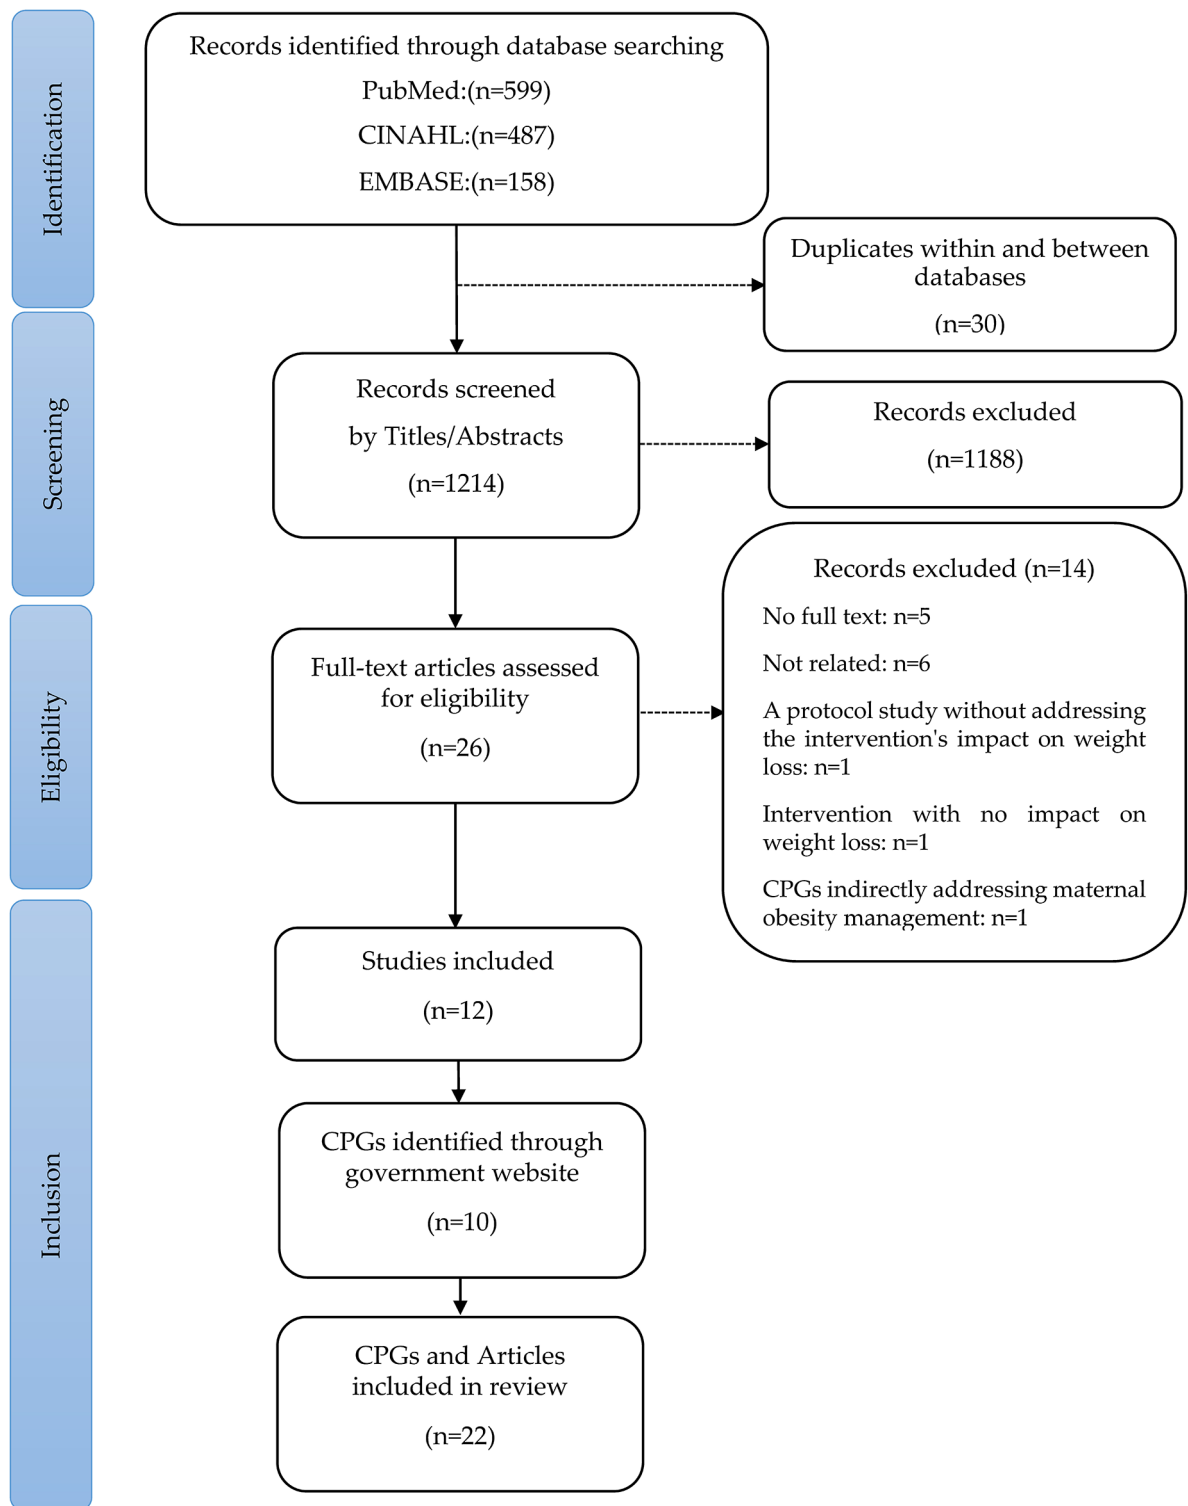 Identification
Records identified through database searching
PubMed:(n=599)
CINAHL:(n=487)
EMBASE:(n=158)
Duplicates within and between
databases
(n=30)
Screening
Records screened
by Titles/Abstracts
(n=1214)
Records excluded
(n=1188)
Eligibility
Full-text articles assessed
for eligibility
(n=26)
Records excluded (n=14)
No full text: n=5
Not related: n=6
A protocol study without addressing
the intervention's impact on weight
loss: n=1
Intervention with no impact on
weight loss: n=1
CPGs indirectly addressing maternal
obesity management: n=1
Inclusion
Studies included
(n=12)
CPGs identified through
government website
(n=10)
CPGs and Articles
included in review
(n=22)